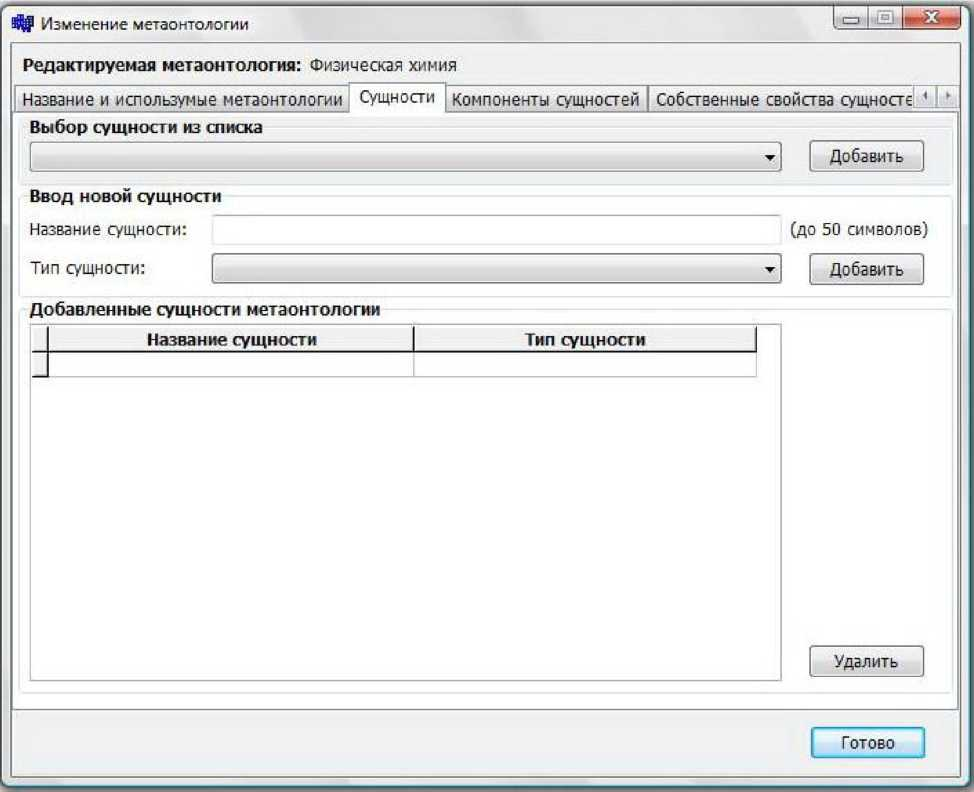 Изменение метаонтологии
Редактируемая метаонтология: Физическая химия
Название и использумые метаонтологии Сущности Компоненты сущностей Собственные свойства сущносте
Выбор сущности из списка
Добавить
Ввод новой сущности
Название сущности: (до 50 символов)
Тип сущности: Добавить
Добавленные сущности метаонтологии
Название сущности Тип сущности
Удалить
Готово